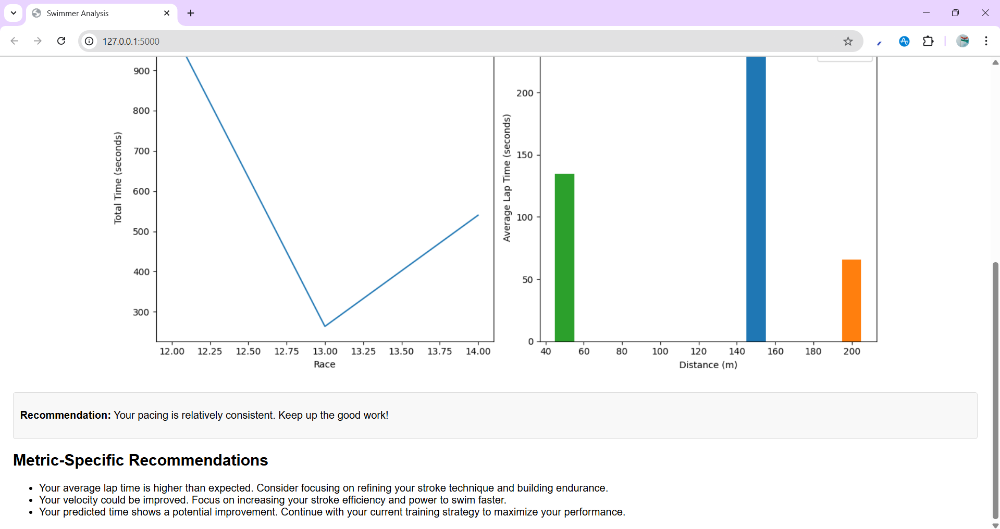 Swimmer Analysis
127.0.0.1:5000
900
800
700
600
500
400
300
Total Time (seconds)
12.00 12.25 12.50 12.75 13.00 13.25 13.50 13.75 14.00
Race
200
150
100
50
0
Average Lap Time (seconds)
40 60 80 100 120 140 160 180 200
Distance (m)
Recommendation: Your pacing is relatively consistent. Keep up the good work!
Metric-Specific Recommendations
• Your average lap time is higher than expected. Consider focusing on refining your stroke technique and building endurance.
• Your velocity could be improved. Focus on increasing your stroke efficiency and power to swim faster.
• Your predicted time shows a potential improvement. Continue with your current training strategy to maximize your performance.